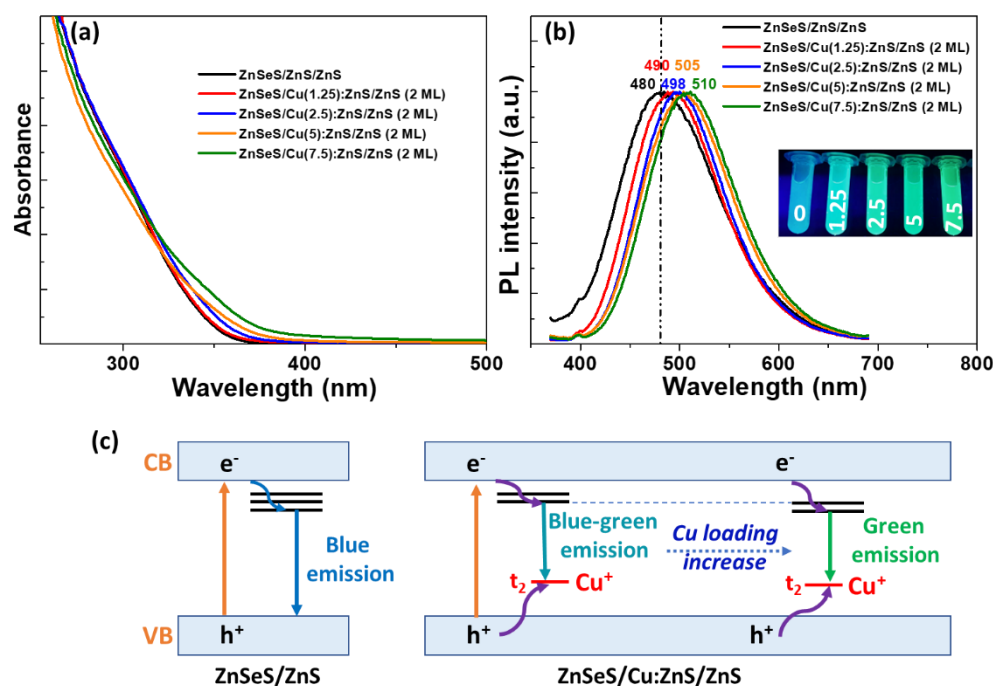 (a)
ZnSeS/ZnS/ZnS
ZnSeS/Cu(1.25):ZnS/ZnS (2 ML)
ZnSeS/Cu(2.5):ZnS/ZnS (2 ML)
ZnSeS/Cu(5):ZnS/ZnS (2 ML)
ZnSeS/Cu(7.5):ZnS/ZnS (2 ML)
Absorbance
300 400 500
Wavelength (nm)
(b)
ZnSeS/ZnS/ZnS
ZnSeS/Cu(1.25):ZnS/ZnS (2 ML)
ZnSeS/Cu(2.5):ZnS/ZnS (2 ML)
ZnSeS/Cu(5):ZnS/ZnS (2 ML)
ZnSeS/Cu(7.5):ZnS/ZnS (2 ML)
490 505
480 498 510
0 1.25 2.5 5 7.5
PL intensity (a.u.)
400 500 600 700 800
Wavelength (nm)
(c)
CB
e⁻
e⁻
e⁻
Blue
emission
Blue-green
emission
Cu loading
increase
Green
emission
t₂ Cu⁺
t₂ Cu⁺
VB
h⁺
h⁺
h⁺
ZnSeS/ZnS
ZnSeS/Cu:ZnS/ZnS